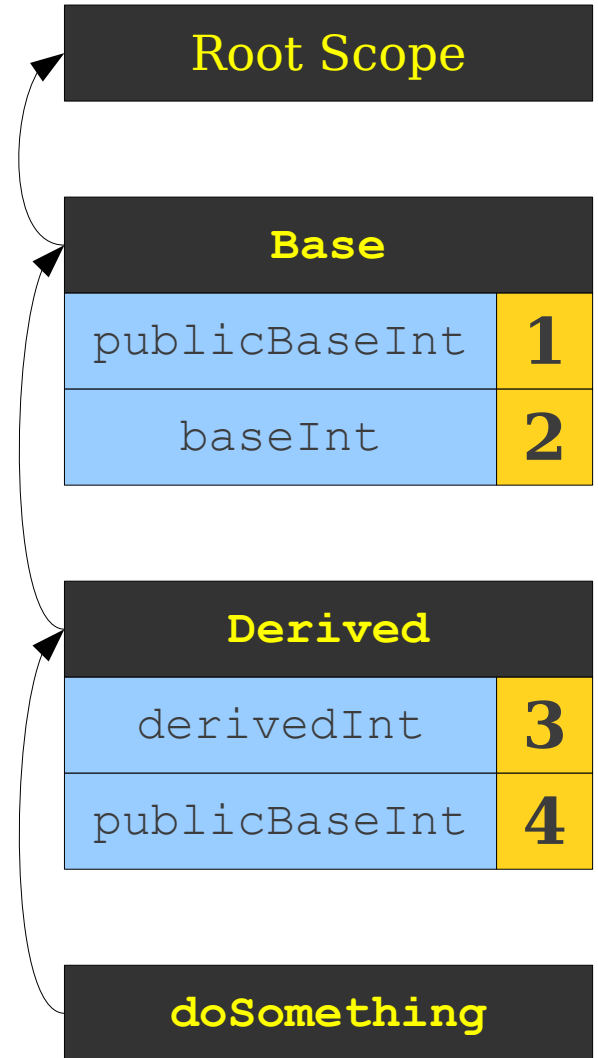 Root Scope
Base
publicBaseInt 1
baseInt 2
Derived
derivedInt 3
publicBaseInt 4
doSomething